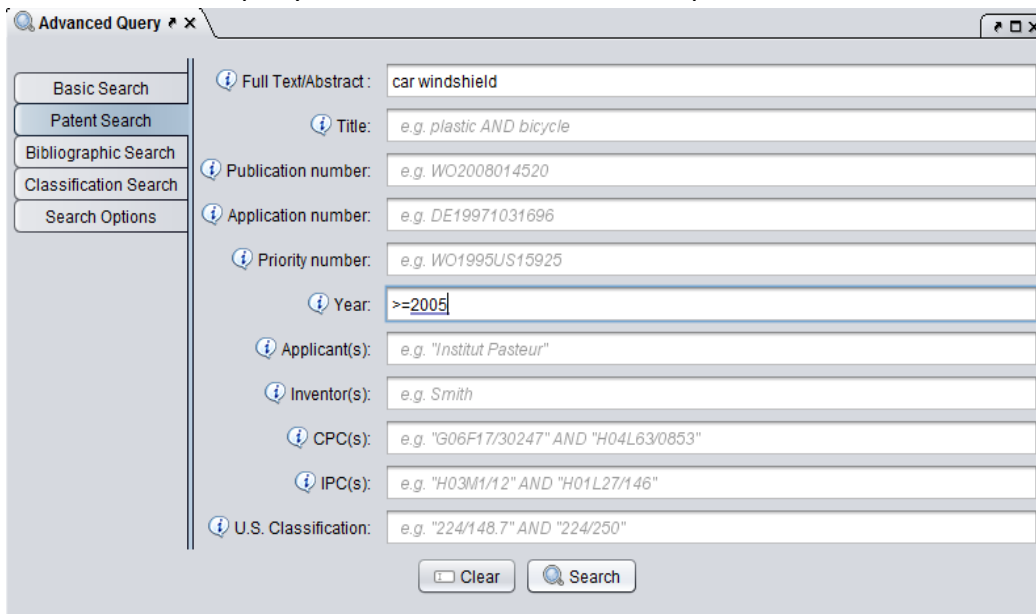 Advanced Query
Basic Search
Patent Search
Bibliographic Search
Classification Search
Search Options
Full Text/Abstract : car windshield
Title: e.g. plastic AND bicycle
Publication number: e.g. WO2008014520
Application number: e.g. DE19971031696
Priority number: e.g. WO1995US15925
Year: >=2005
Applicant(s): e.g. "Institut Pasteur"
Inventor(s): e.g. Smith
CPC(s): e.g. "G06F17/30247" AND "H04L63/0853"
IPC(s): e.g. "H03M1/12" AND "H01L27/146"
U.S. Classification: e.g. "224/148.7" AND "224/250"
Clear Search